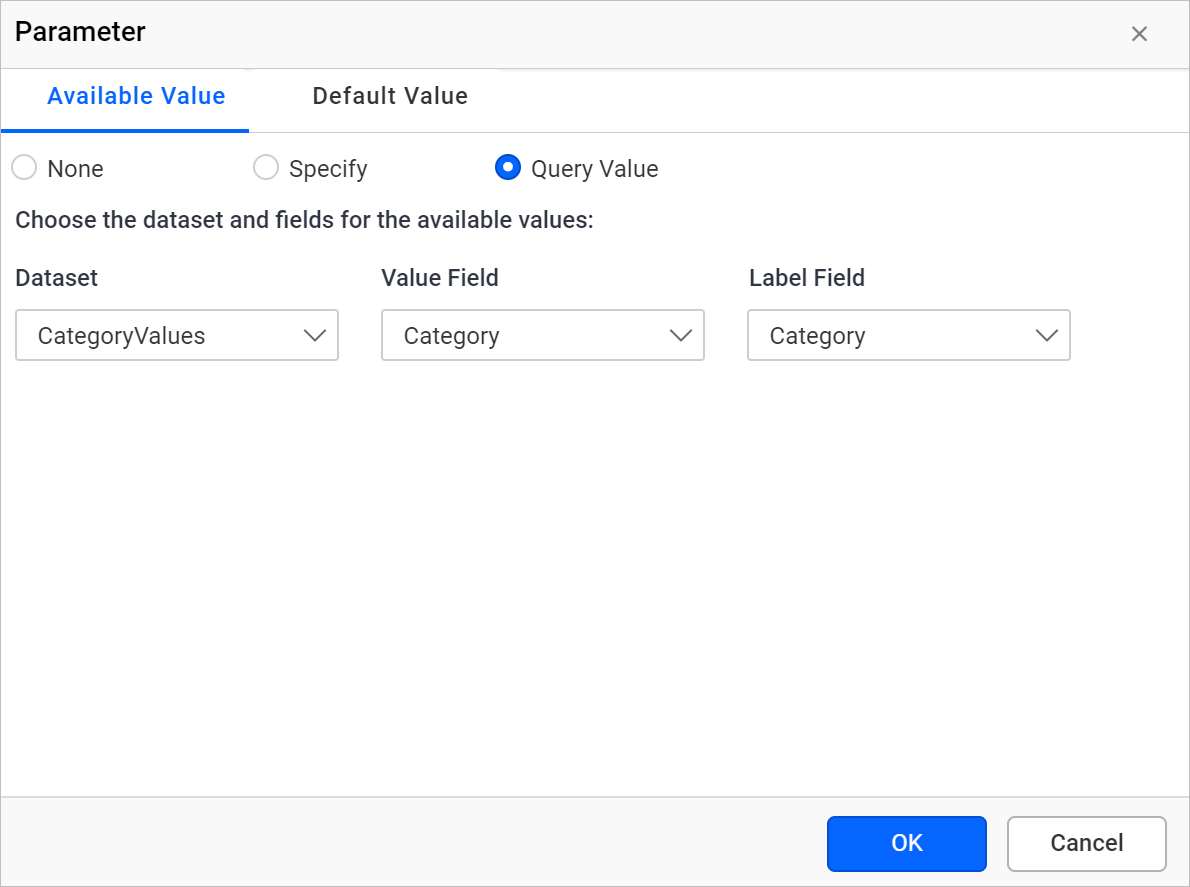 Parameter
Available Value Default Value
None Specify Query Value
Choose the dataset and fields for the available values:
Dataset Value Field Label Field
CategoryValues Category Category
OK Cancel